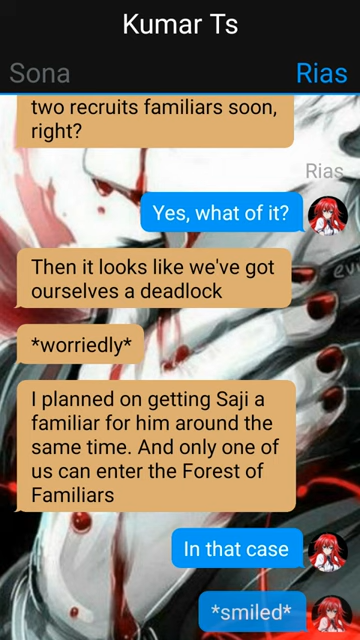 Kumar Ts
Sona
Rias
two recruits familiars soon,
right?
Rias
Yes, what of it?
Then it looks like we've got
ourselves a deadlock
*worriedly*
I planned on getting Saji a
familiar for him around the
same time. And only one of
us can enter the Forest of
Familiars
In that case
*smiled*